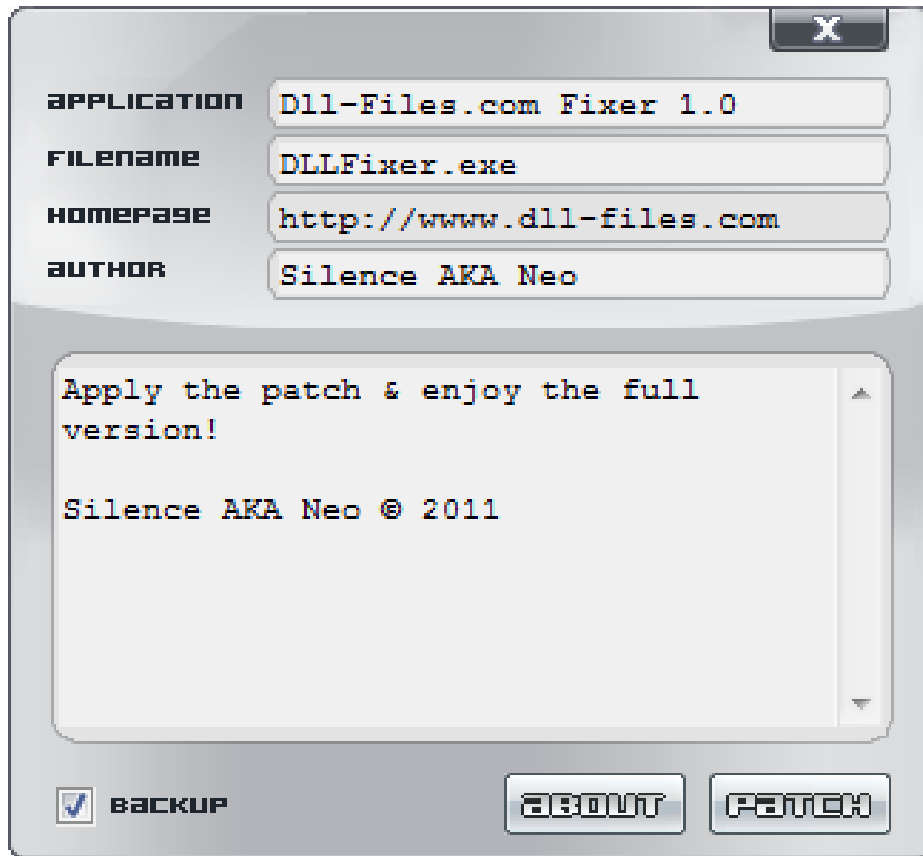 X
APPLICATION Dll-Files.com Fixer 1.0
FILENAME DLLFixer.exe
HOMEPAGE http://www.dll-files.com
AUTHOR Silence AKA Neo
Apply the patch & enjoy the full
version!
Silence AKA Neo © 2011
BACKUP ABOUT PATCH